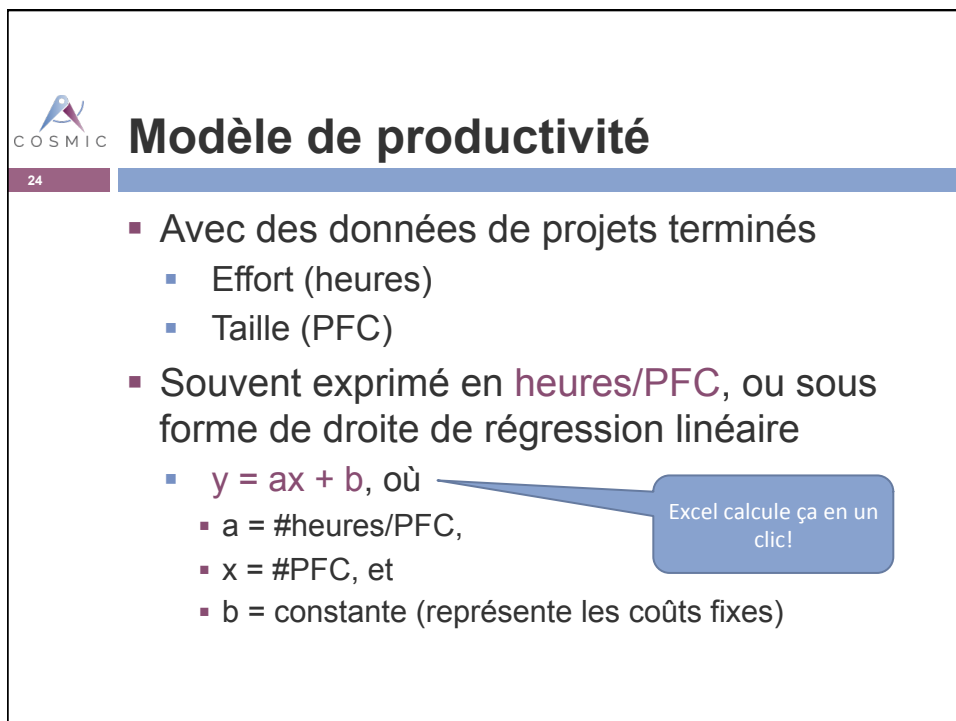 COSMIC
Modèle de productivité
24
▪ Avec des données de projets terminés
▪ Effort (heures)
▪ Taille (PFC)
▪ Souvent exprimé en heures/PFC, ou sous
forme de droite de régression linéaire
▪ y = ax + b, où
Excel calcule ça en un
clic!
▪ a = #heures/PFC,
▪ x = #PFC, et
▪ b = constante (représente les coûts fixes)